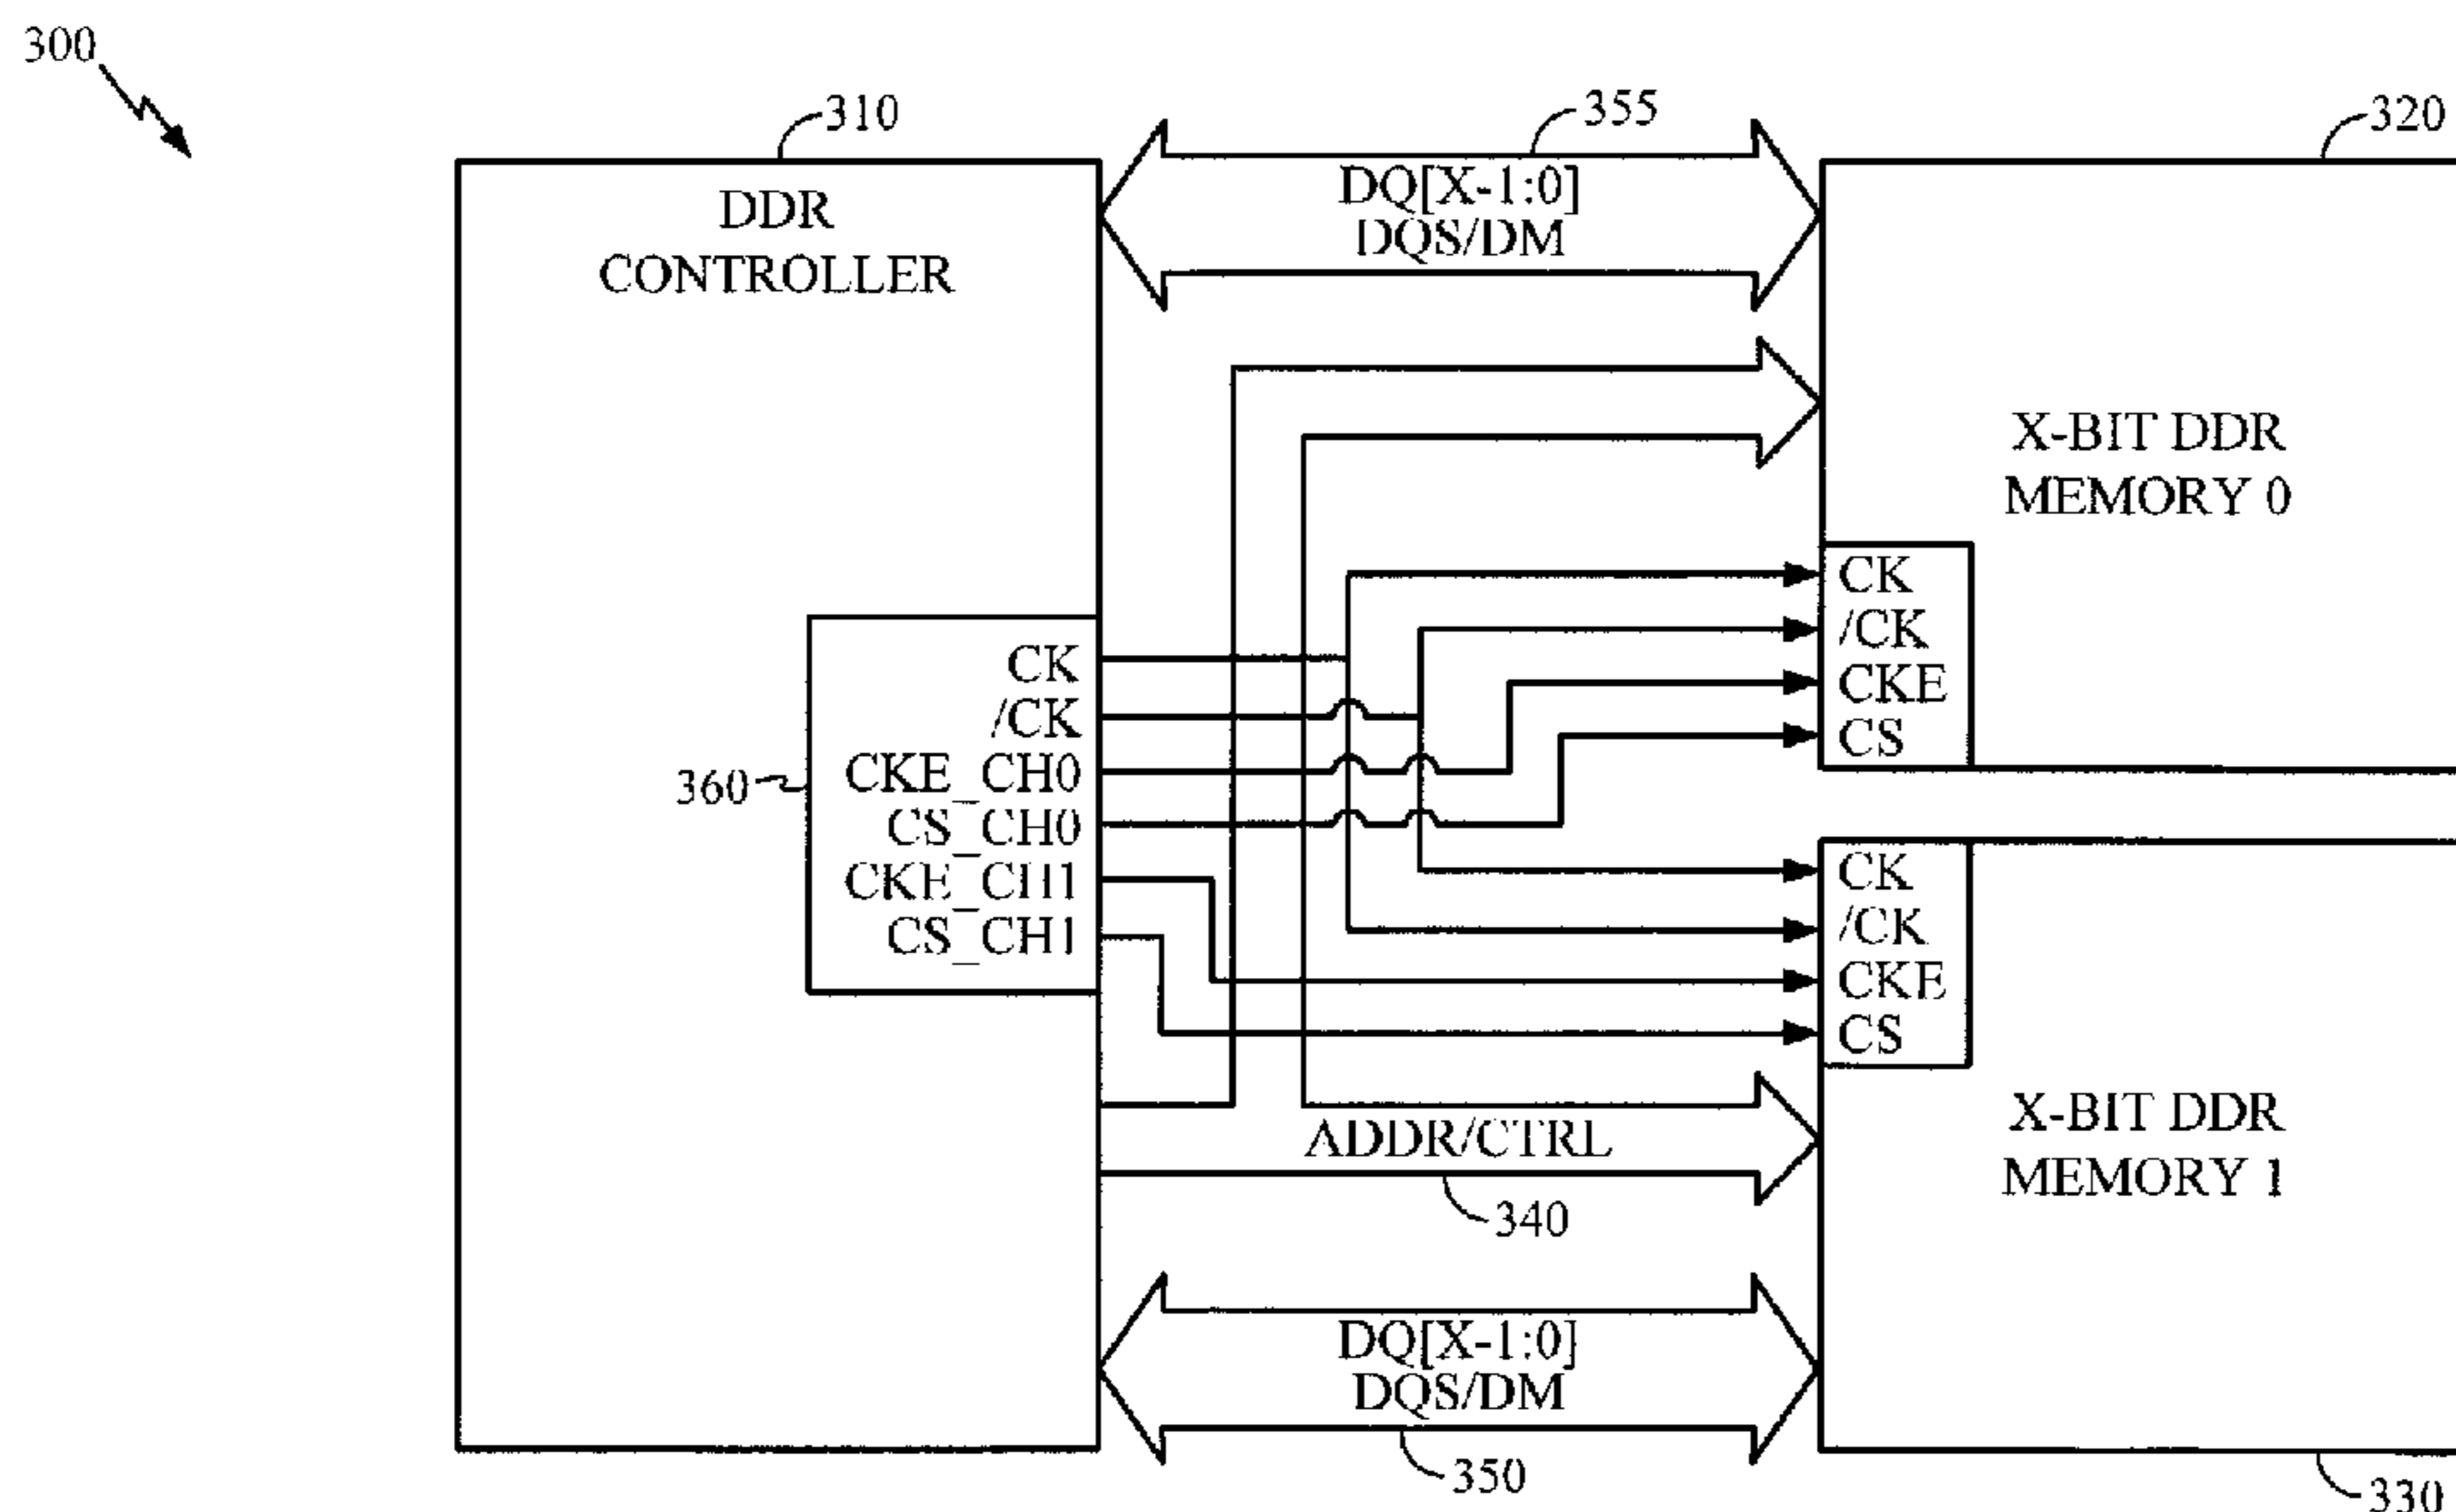 300
310
355
320
DDR
CONTROLLER
DQ[X-1:0]
DQS/DM
X-BIT DDR
MEMORY 0
CK
/CK
CKE
CS
CK
/CK
CKE_CH0
CS_CH0
CKE_CH1
CS_CH1
360
CK
/CK
CKE
CS
ADDR/CTRL
340
X-BIT DDR
MEMORY 1
DQ[X-1:0]
DQS/DM
350
330